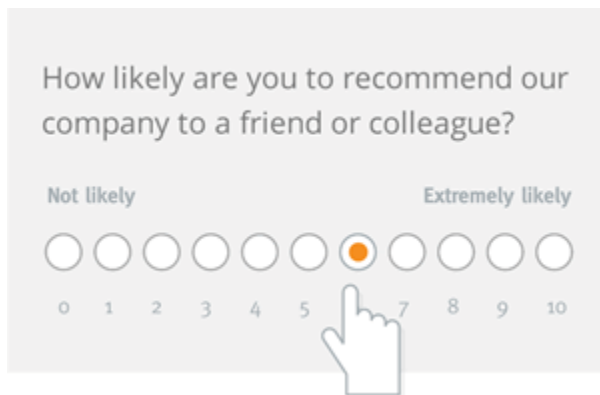 How likely are you to recommend our
company to a friend or colleague?
Not likely Extremely likely
0 1 2 3 4 5 7 8 9 10